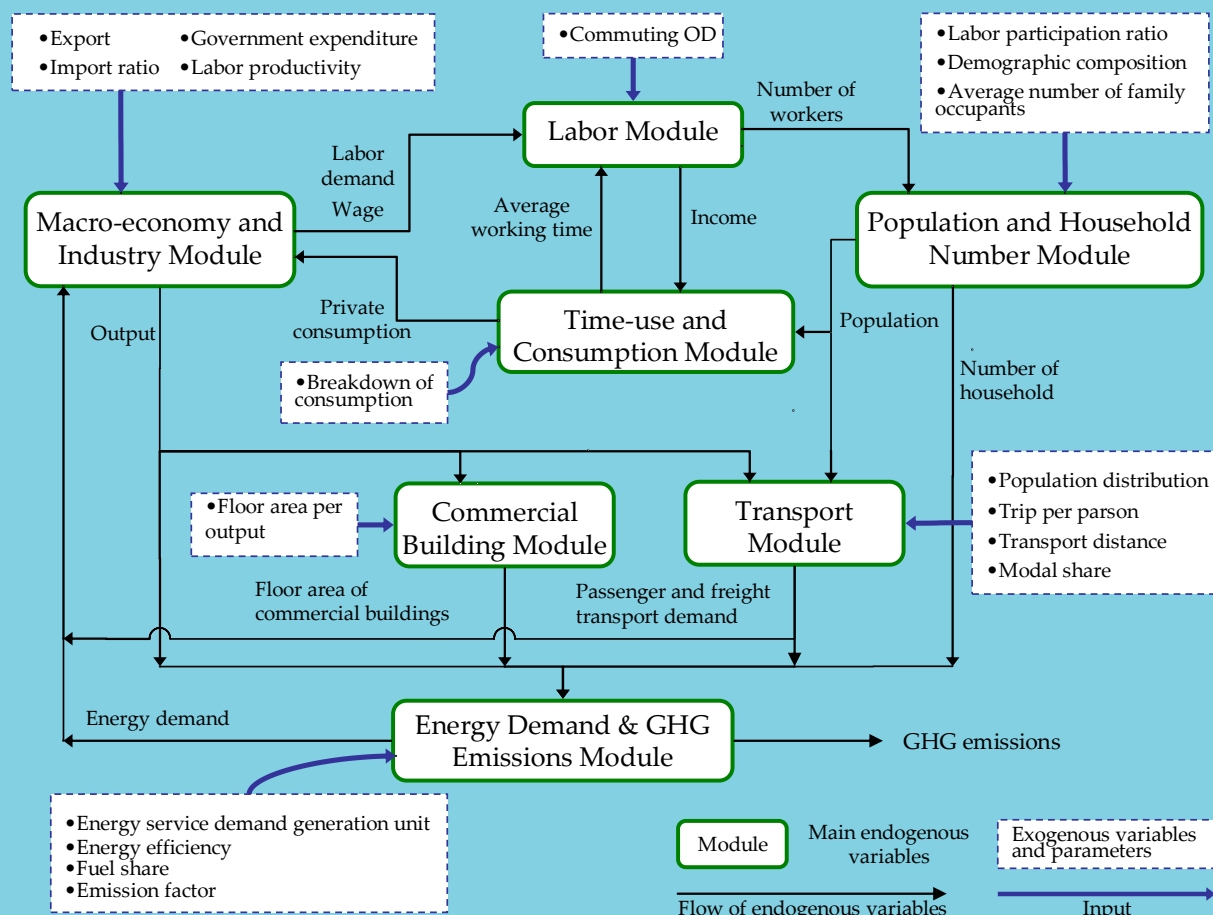 •Export
•Government expenditure
•Import ratio
•Labor productivity
•Commuting OD
•Labor participation ratio
•Demographic composition
•Average number of family
occupants
Number of
workers
Labor Module
Labor
demand
Wage
Average
working time
Income
Macro-economy and
Industry Module
Population and Household
Number Module
Output
Private
consumption
Time-use and
Consumption Module
Population
•Breakdown of
consumption
Number of
household
•Floor area per
output
Commercial
Building Module
Transport
Module
•Population distribution
•Trip per parson
•Transport distance
•Modal share
Floor area of
commercial buildings
Passenger and freight
transport demand
Energy demand
Energy Demand & GHG
Emissions Module
GHG emissions
•Energy service demand generation unit
•Energy efficiency
•Fuel share
•Emission factor
Module
Main endogenous
variables
Exogenous variables
and parameters
Flow of endogenous variables
Input